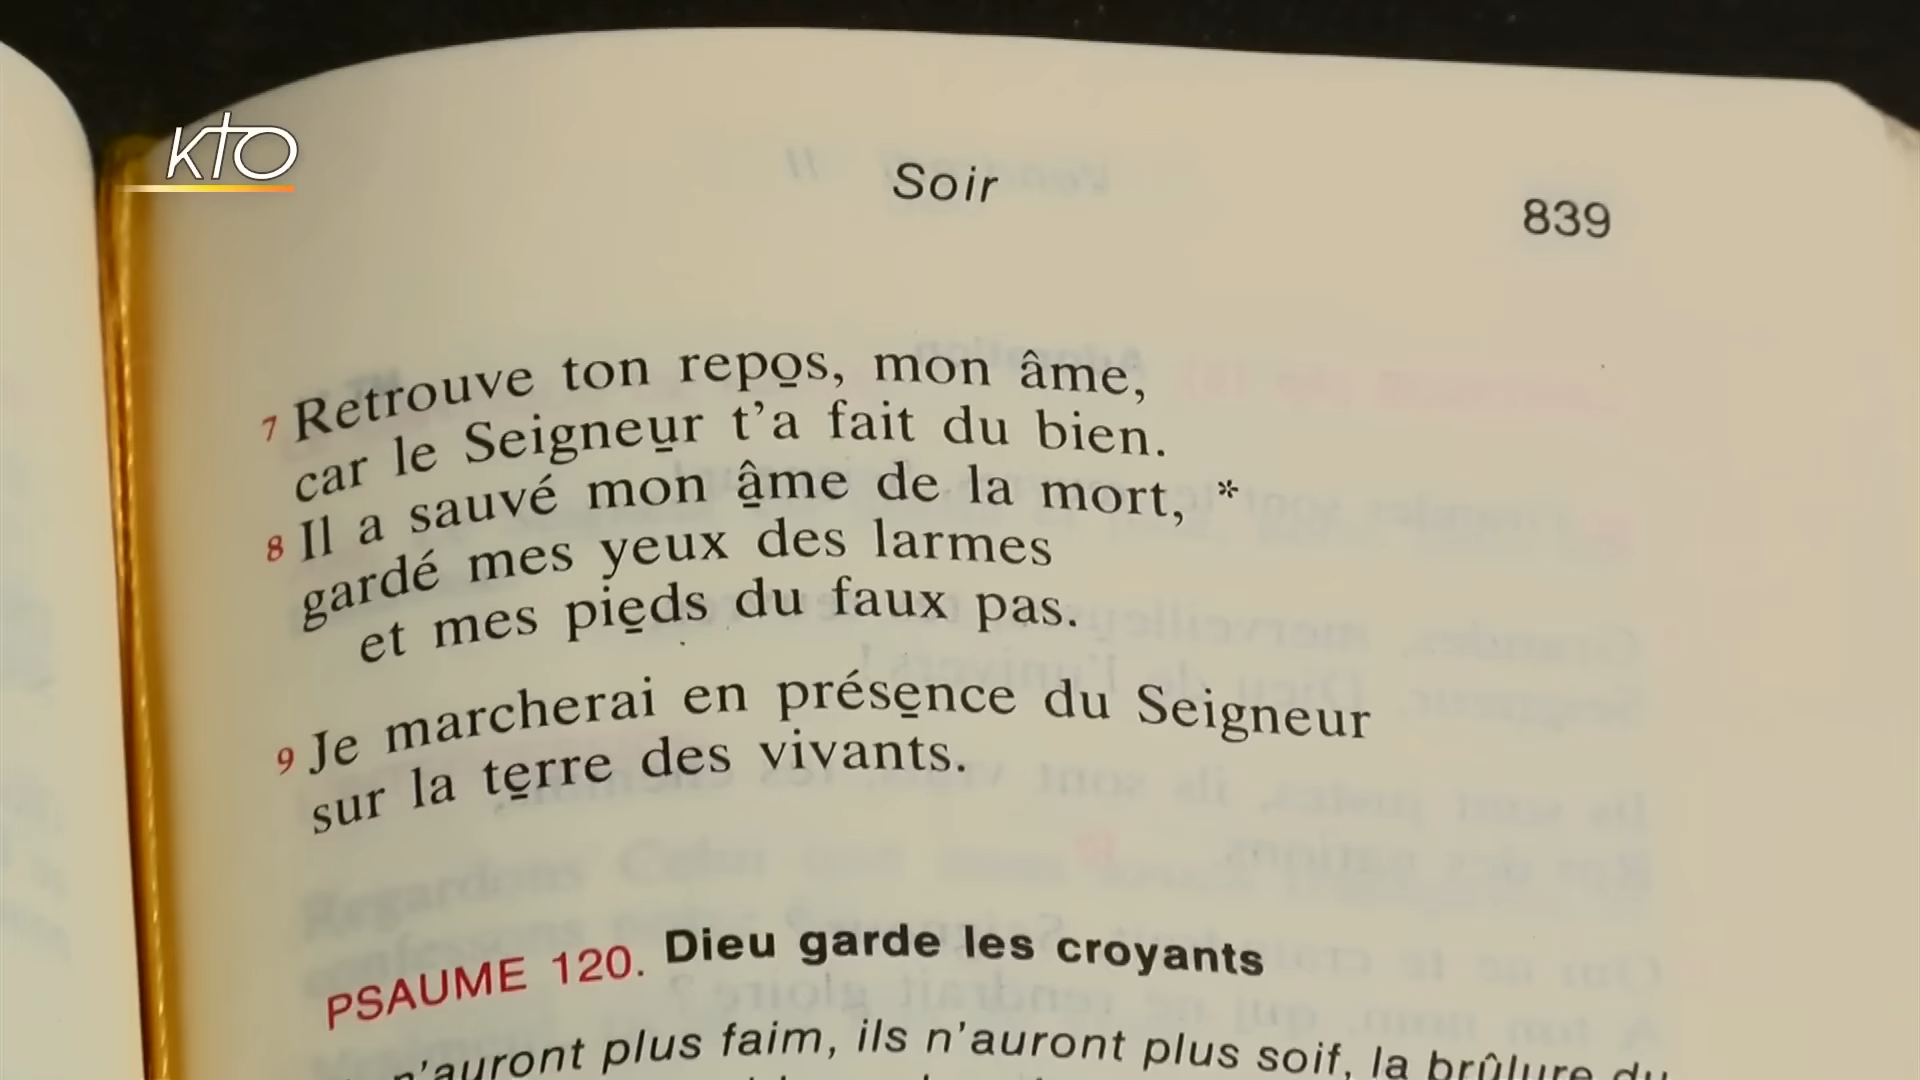 KTO
Soir
839
7 Retrouve ton repos, mon âme,
car le Seigneur t'a fait du bien.
8 Il a sauvé mon âme de la mort, *
gardé mes yeux des larmes
et mes pieds du faux pas.
9 Je marcherai en présence du Seigneur
sur la terre des vivants.
PSAUME 120. Dieu garde les croyants
n'auront plus faim, ils n'auront plus soif, la brûlure du